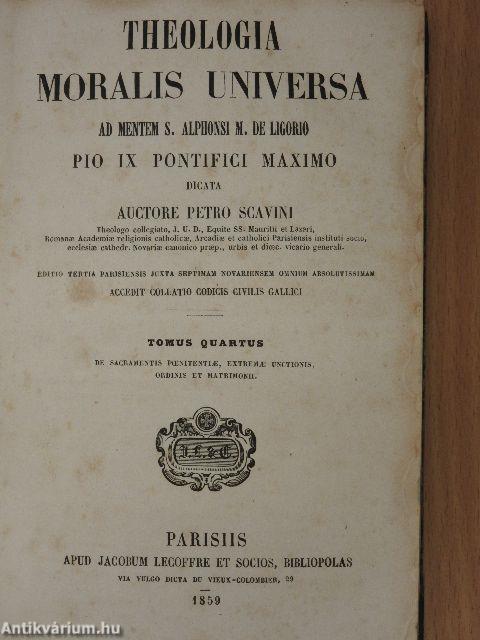 THEOLOGIA
MORALIS UNIVERSA
AD MENTEM S. ALPHONSI M. DE LIGORIO
PIO IX PONTIFICI MAXIMO
DICATA
AUCTORE PETRO SCAVINI
Theologo collegiato, J. U. D., Equite SS. Mauritii et Lazari,
Romanæ Academiæ religionis catholicæ, Arcadiæ et catholici Parisiensis instituti socio,
ecclesiæ cathedr. Novariæ canonico præp., urbis et diœc. vicario generali.
EDITIO TERTIA PARISIENSIS JUXTA SEPTIMAM NOVARIENSEM OMNIUM ABSOLUTISSIMAM
ACCEDIT COLLATIO CODICIS CIVILIS GALLICI
TOMUS QUARTUS
DE SACRAMENTIS PŒNITENTIÆ, EXTREMÆ UNCTIONIS,
ORDINIS ET MATRIMONII.
J. L. & C.
PARISIIS
APUD JACOBUM LECOFFRE ET SOCIOS, BIBLIOPOLAS
VIA VULGO DICTA DU VIEUX-COLOMBIER, 29
1859
Antikvárium.hu